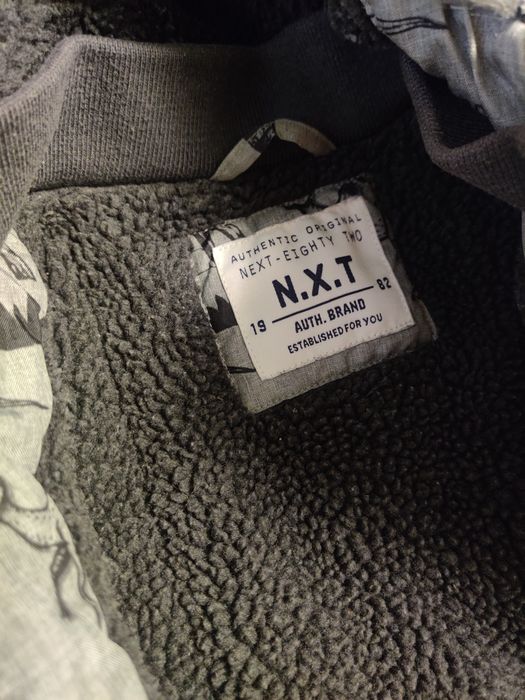 AUTHENTIC ORIGINAL
NEXT-EIGHTY TWO
N.X.T
19 82
AUTH. BRAND
ESTABLISHED FOR YOU